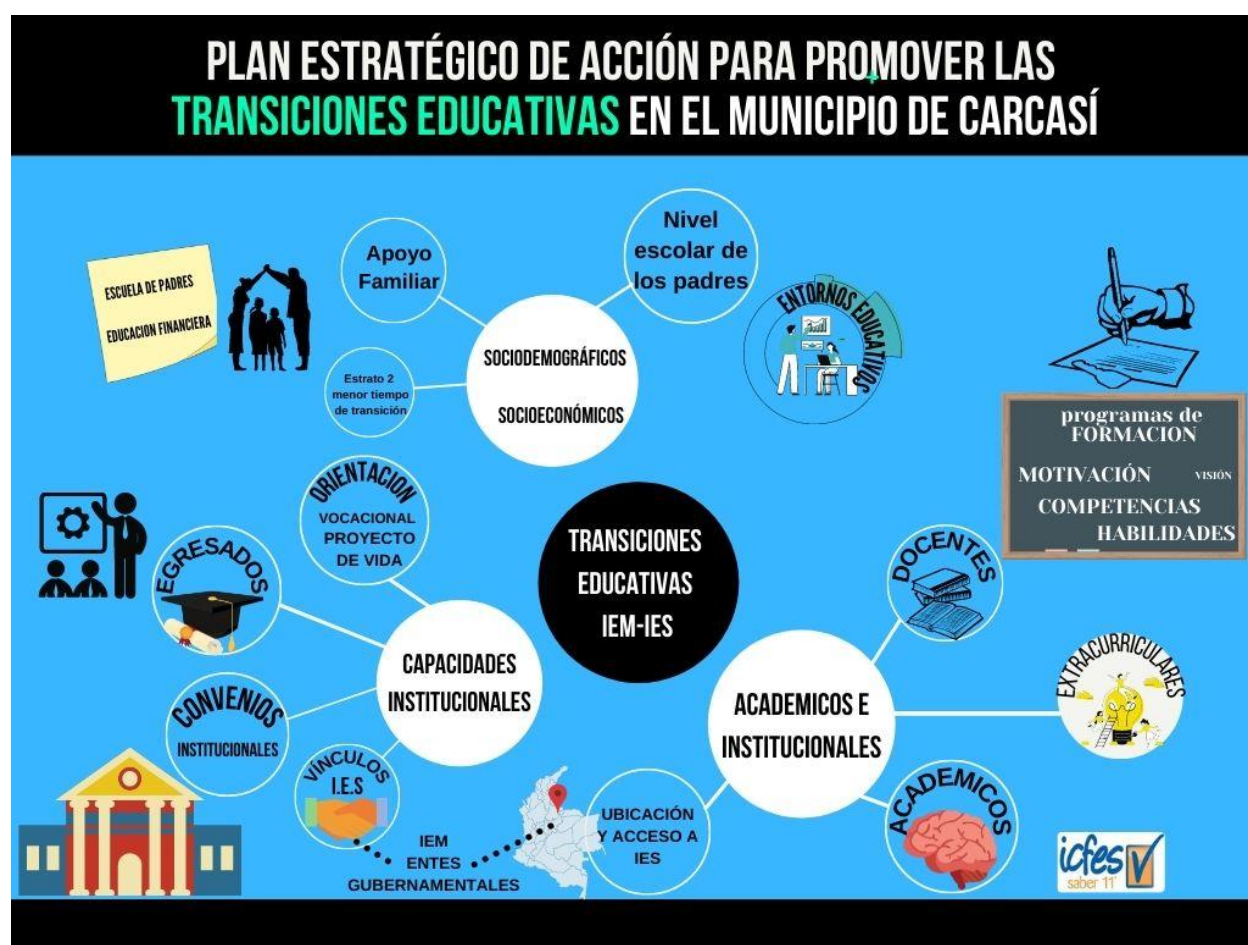 PLAN ESTRATÉGICO DE ACCIÓN PARA PROMOVER LAS
TRANSICIONES EDUCATIVAS EN EL MUNICIPIO DE CARCASÍ
Apoyo
Familiar
Nivel
escolar de
los padres
ESCUELA DE PADRES
EDUCACION FINANCIERA
ENTORNOS EDUCATIVOS
SOCIODEMOGRÁFICOS
SOCIOECONÓMICOS
Estrato 2
menor tiempo
de transición
programas de
FORMACION
MOTIVACIÓN VISIÓN
COMPETENCIAS
HABILIDADES
ORIENTACION
VOCACIONAL
PROYECTO
DE VIDA
EGRESADOS
TRANSICIONES
EDUCATIVAS
IEM-IES
DOCENTES
CAPACIDADES
INSTITUCIONALES
EXTRACURRICULARES
CONVENIOS
INSTITUCIONALES
ACADEMICOS E
INSTITUCIONALES
VÍNCULOS
I.E.S
IEM
ENTES
GUBERNAMENTALES
UBICACIÓN
Y ACCESO A
IES
ACADEMICOS
icfes
saber 11°